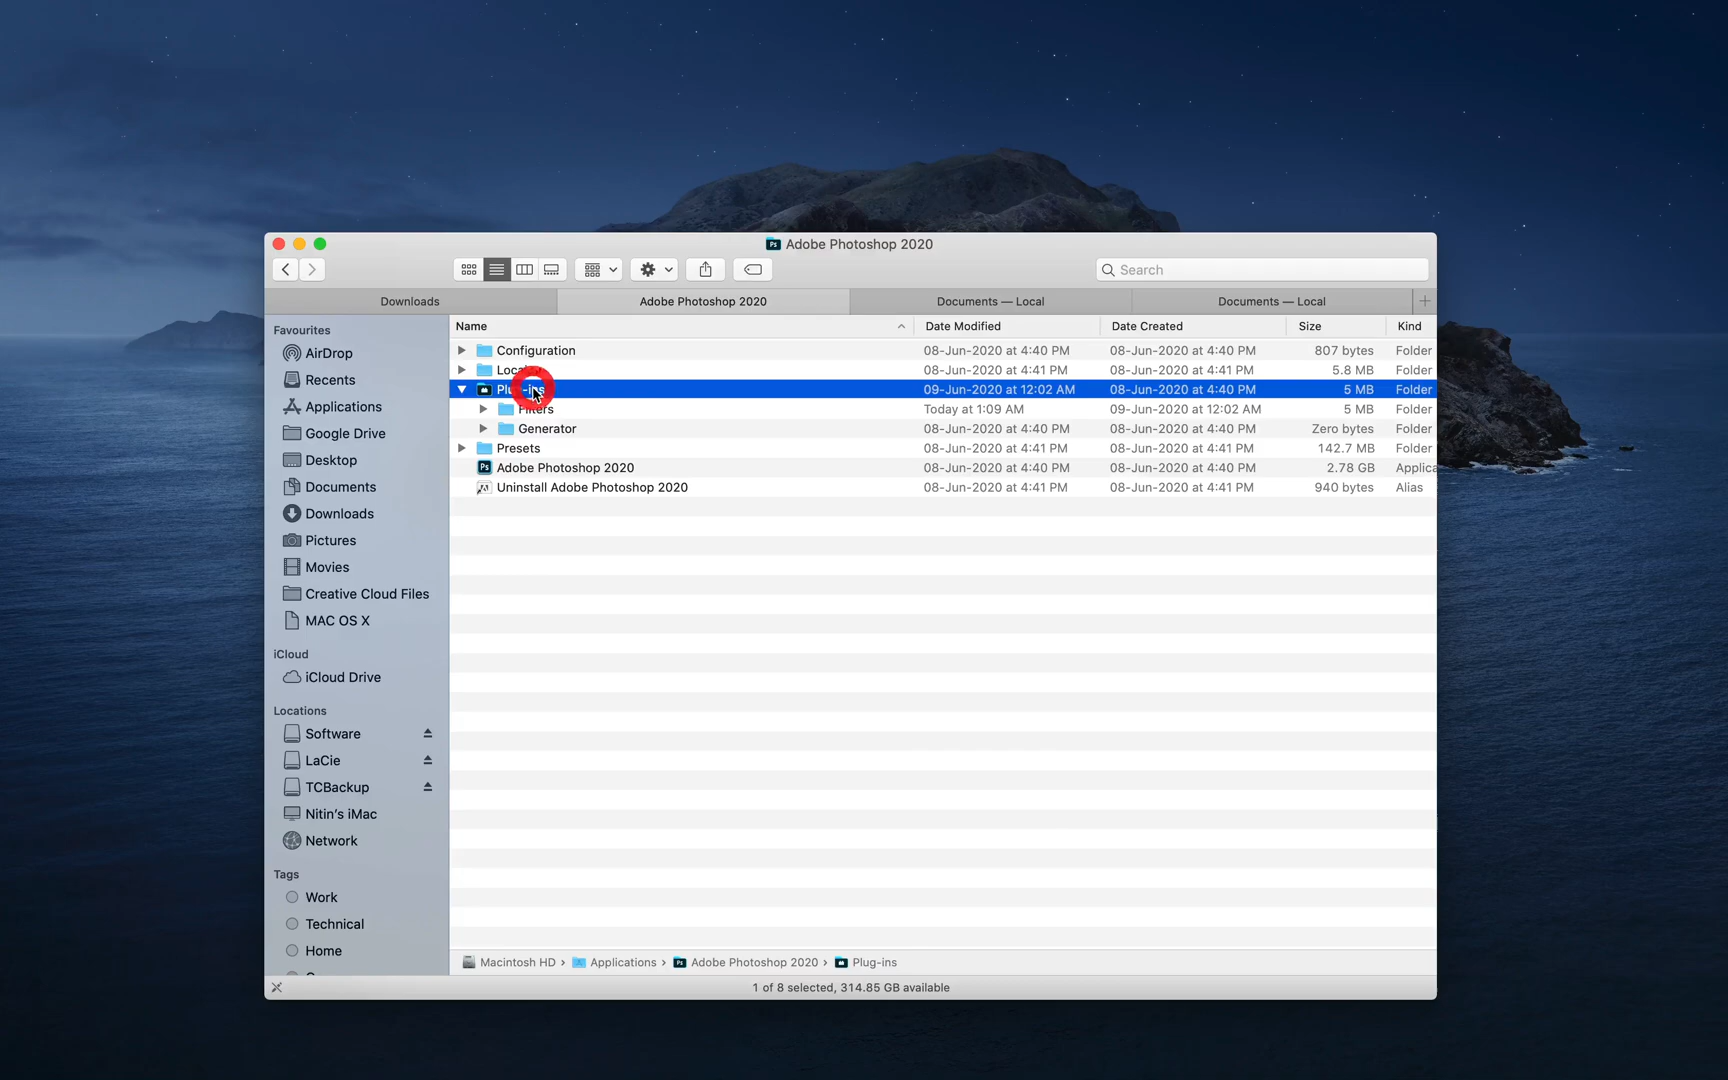 Adobe Photoshop 2020
Search
Downloads
Adobe Photoshop 2020
Documents — Local
Documents — Local
Favourites
AirDrop
Recents
Applications
Google Drive
Desktop
Documents
Downloads
Pictures
Movies
Creative Cloud Files
MAC OS X
iCloud
iCloud Drive
Locations
Software
LaCie
TCBackup
Nitin's iMac
Network
Tags
Work
Technical
Home
Name Date Modified Date Created Size Kind
Configuration 08-Jun-2020 at 4:40 PM 08-Jun-2020 at 4:40 PM 807 bytes Folder
08-Jun-2020 at 4:41 PM 08-Jun-2020 at 4:41 PM 5.8 MB Folder
Plug-ins 09-Jun-2020 at 12:02 AM 08-Jun-2020 at 4:40 PM 5 MB Folder
Filters Today at 1:09 AM 09-Jun-2020 at 12:02 AM 5 MB Folder
Generator 08-Jun-2020 at 4:40 PM 08-Jun-2020 at 4:40 PM Zero bytes Folder
Presets 08-Jun-2020 at 4:41 PM 08-Jun-2020 at 4:41 PM 142.7 MB Folder
Adobe Photoshop 2020 08-Jun-2020 at 4:40 PM 08-Jun-2020 at 4:40 PM 2.78 GB Applica
Uninstall Adobe Photoshop 2020 08-Jun-2020 at 4:41 PM 08-Jun-2020 at 4:41 PM 940 bytes Alias
Macintosh HD › Applications › Adobe Photoshop 2020 › Plug-ins
1 of 8 selected, 314.85 GB available